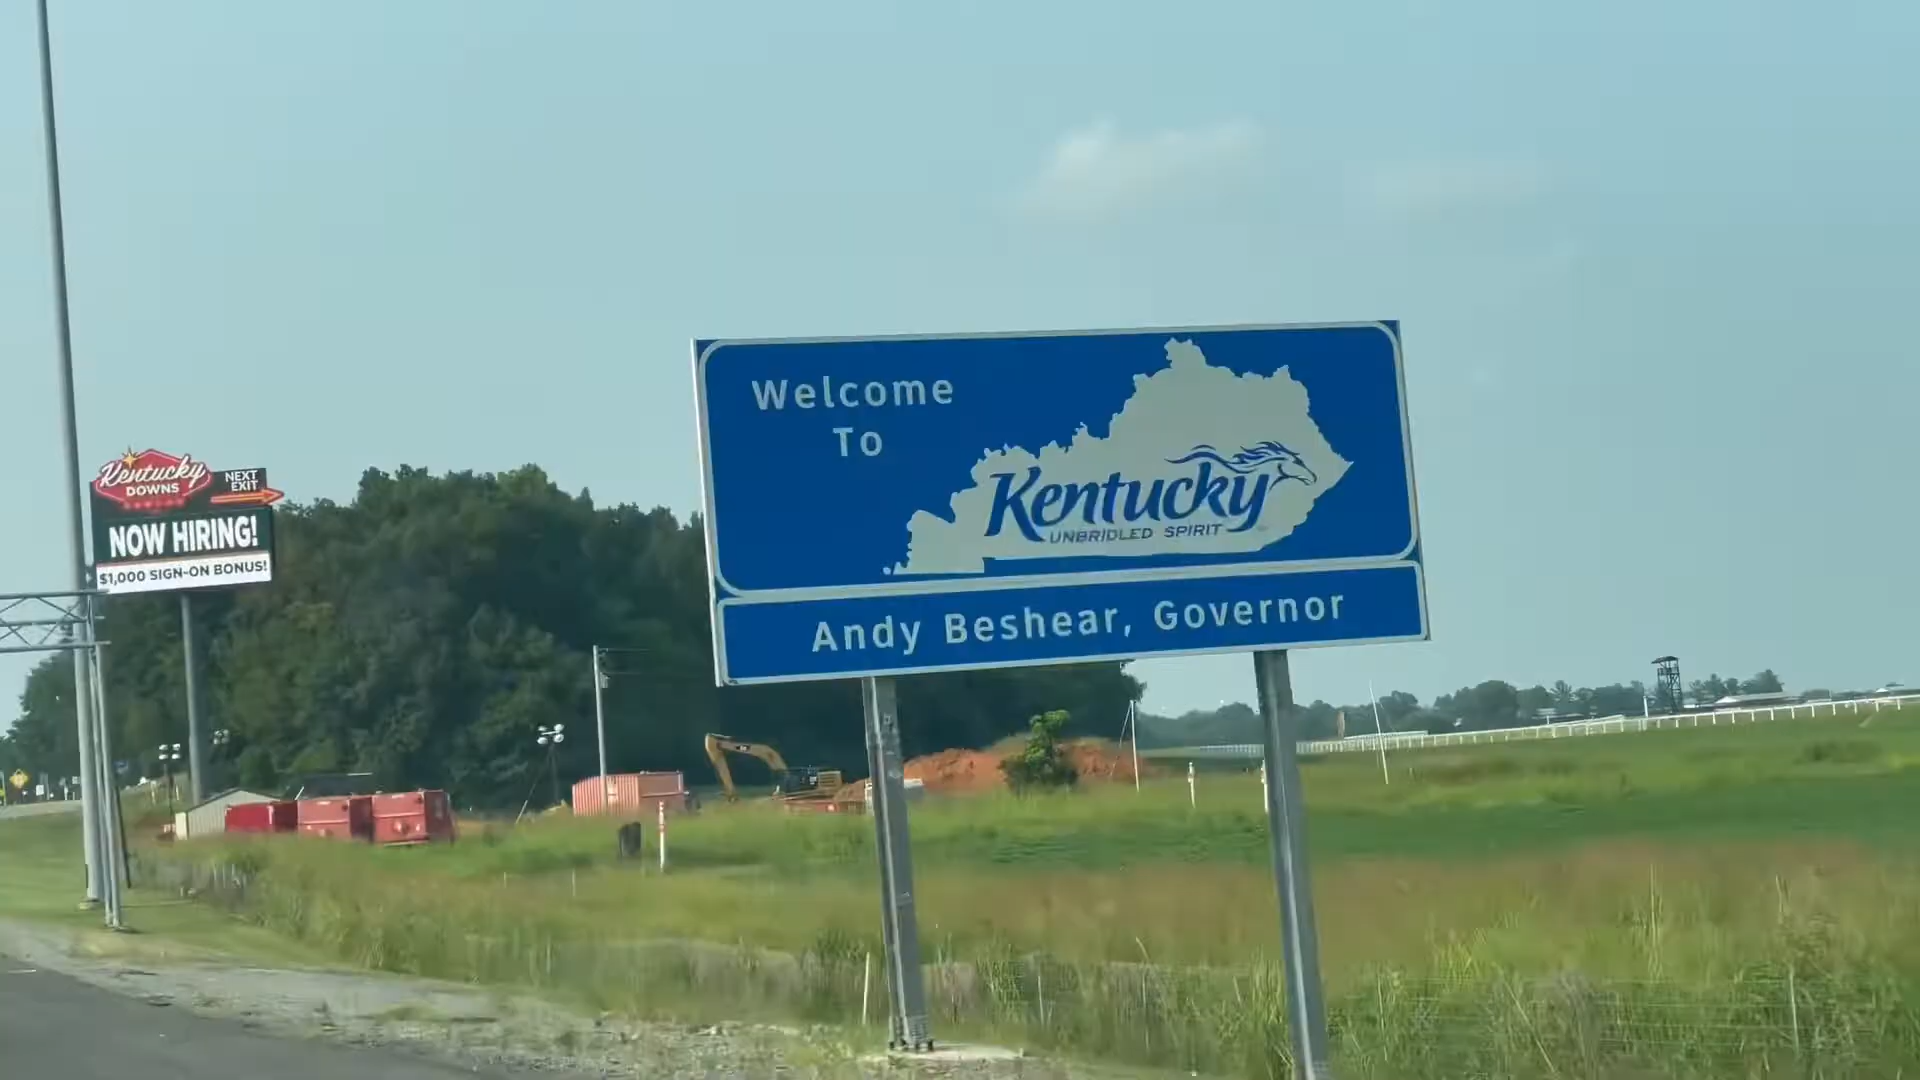 Kentucky
DOWNS
NEXT
EXIT
NOW HIRING!
$1,000 SIGN-ON BONUS!
Welcome
To
Kentucky
UNBRIDLED SPIRIT
Andy Beshear, Governor